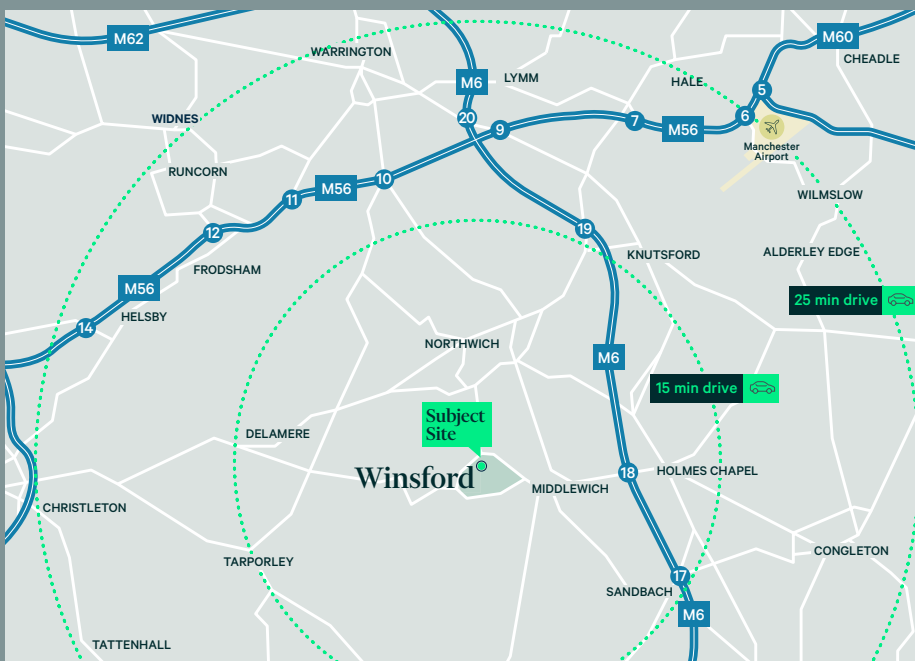 M62
M60
WARRINGTON
CHEADLE
M6
LYMM
HALE
5
WIDNES
20
9
7
M56
6
Manchester
Airport
RUNCORN
10
M56
11
WILMSLOW
12
19
KNUTSFORD
ALDERLEY EDGE
FRODSHAM
M56
25 min drive
HELSBY
14
NORTHWICH
M6
15 min drive
Subject
Site
DELAMERE
Winsford
18
HOLMES CHAPEL
MIDDLEWICH
CHRISTLETON
CONGLETON
TARPORLEY
17
SANDBACH
M6
TATTENHALL